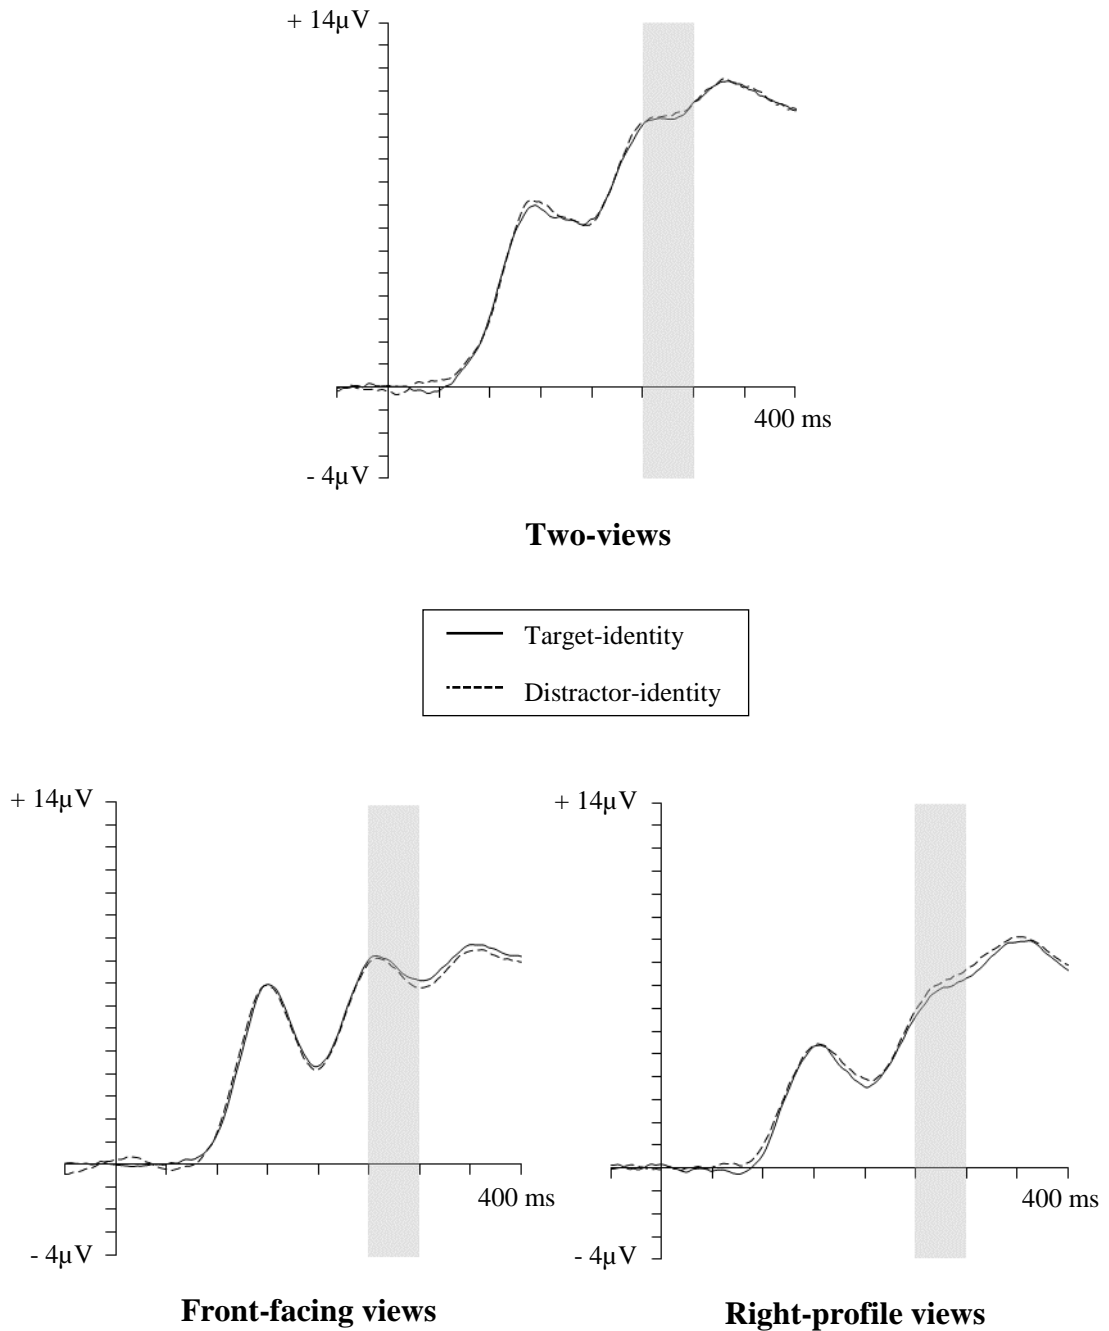 + 14µV
400 ms
- 4µV
Two-views
Target-identity
Distractor-identity
+ 14µV
400 ms
- 4µV
Front-facing views
+ 14µV
400 ms
- 4µV
Right-profile views